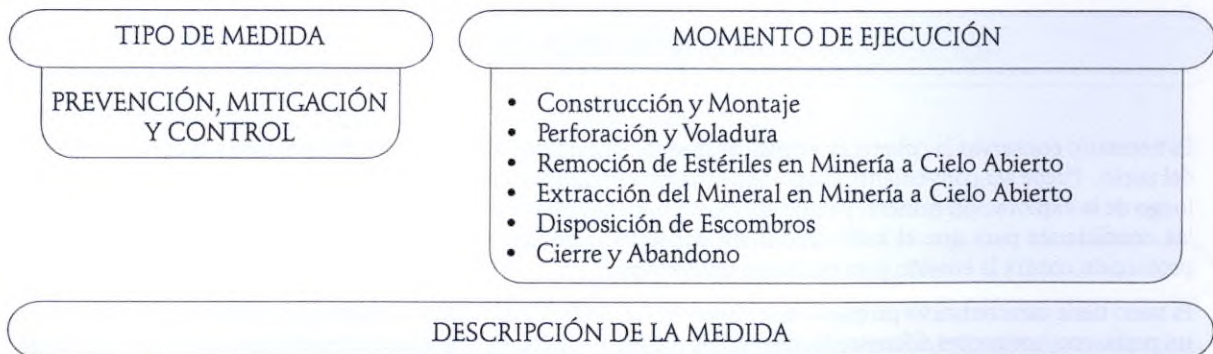 TIPO DE MEDIDA
PREVENCIÓN, MITIGACIÓN
Y CONTROL
MOMENTO DE EJECUCIÓN
• Construcción y Montaje
• Perforación y Voladura
• Remoción de Estériles en Minería a Cielo Abierto
• Extracción del Mineral en Minería a Cielo Abierto
• Disposición de Escombros
• Cierre y Abandono
DESCRIPCIÓN DE LA MEDIDA